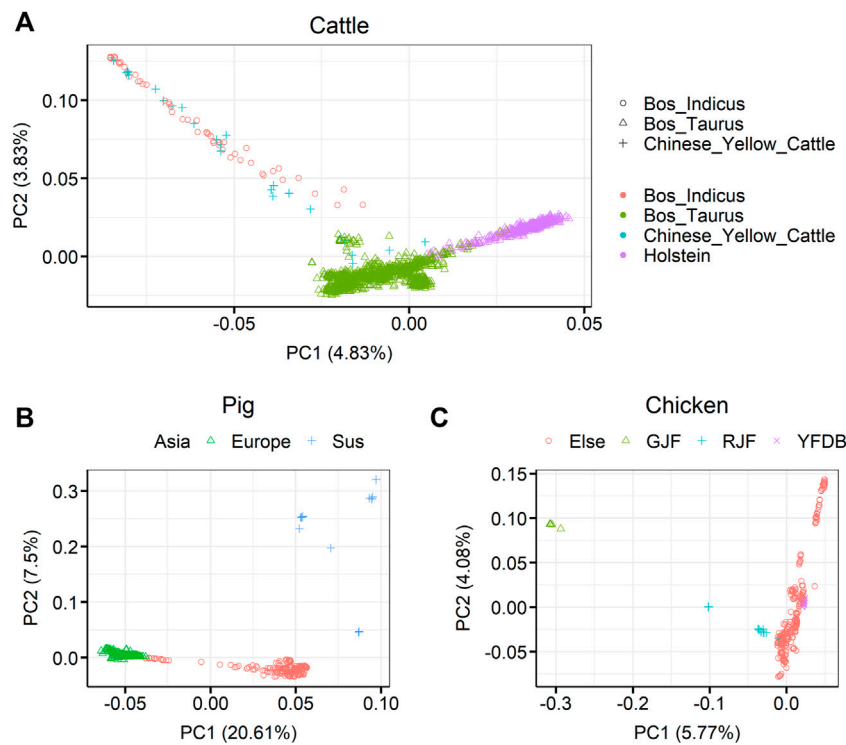 A
Cattle
0.10
0.05
0.00
PC2 (3.83%)
-0.05
0.00
0.05
PC1 (4.83%)
Bos_Indicus
Bos_Taurus
Chinese_Yellow_Cattle
Bos_Indicus
Bos_Taurus
Chinese_Yellow_Cattle
Holstein
B
Pig
Asia Europe Sus
0.3
0.2
0.1
0.0
PC2 (7.5%)
-0.05 0.00 0.05 0.10
PC1 (20.61%)
C
Chicken
Else GJF RJF YFDB
0.15
0.10
0.05
0.00
-0.05
PC2 (4.08%)
-0.3 -0.2 -0.1 0.0
PC1 (5.77%)